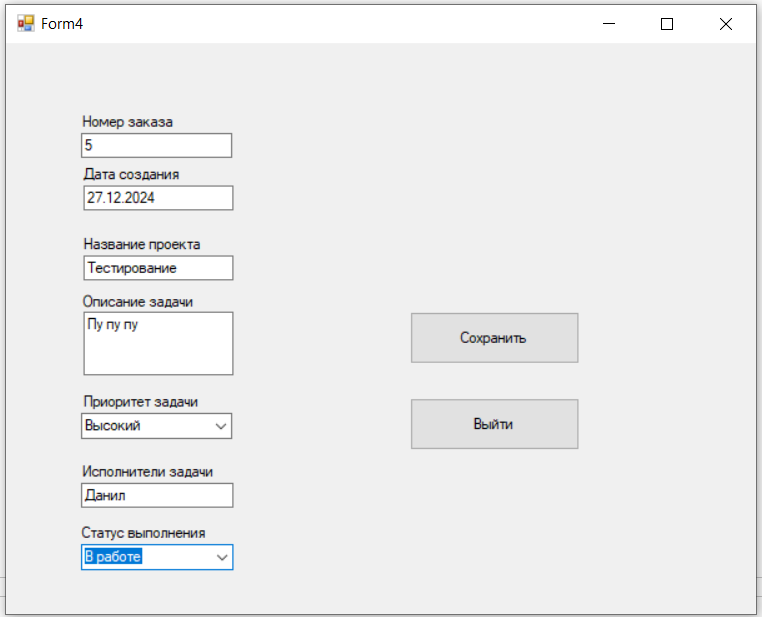 Form4
Номер заказа
5
Дата создания
27.12.2024
Название проекта
Тестирование
Описание задачи
Пу пу пу
Сохранить
Приоритет задачи
Высокий
Выйти
Исполнители задачи
Данил
Статус выполнения
В работе